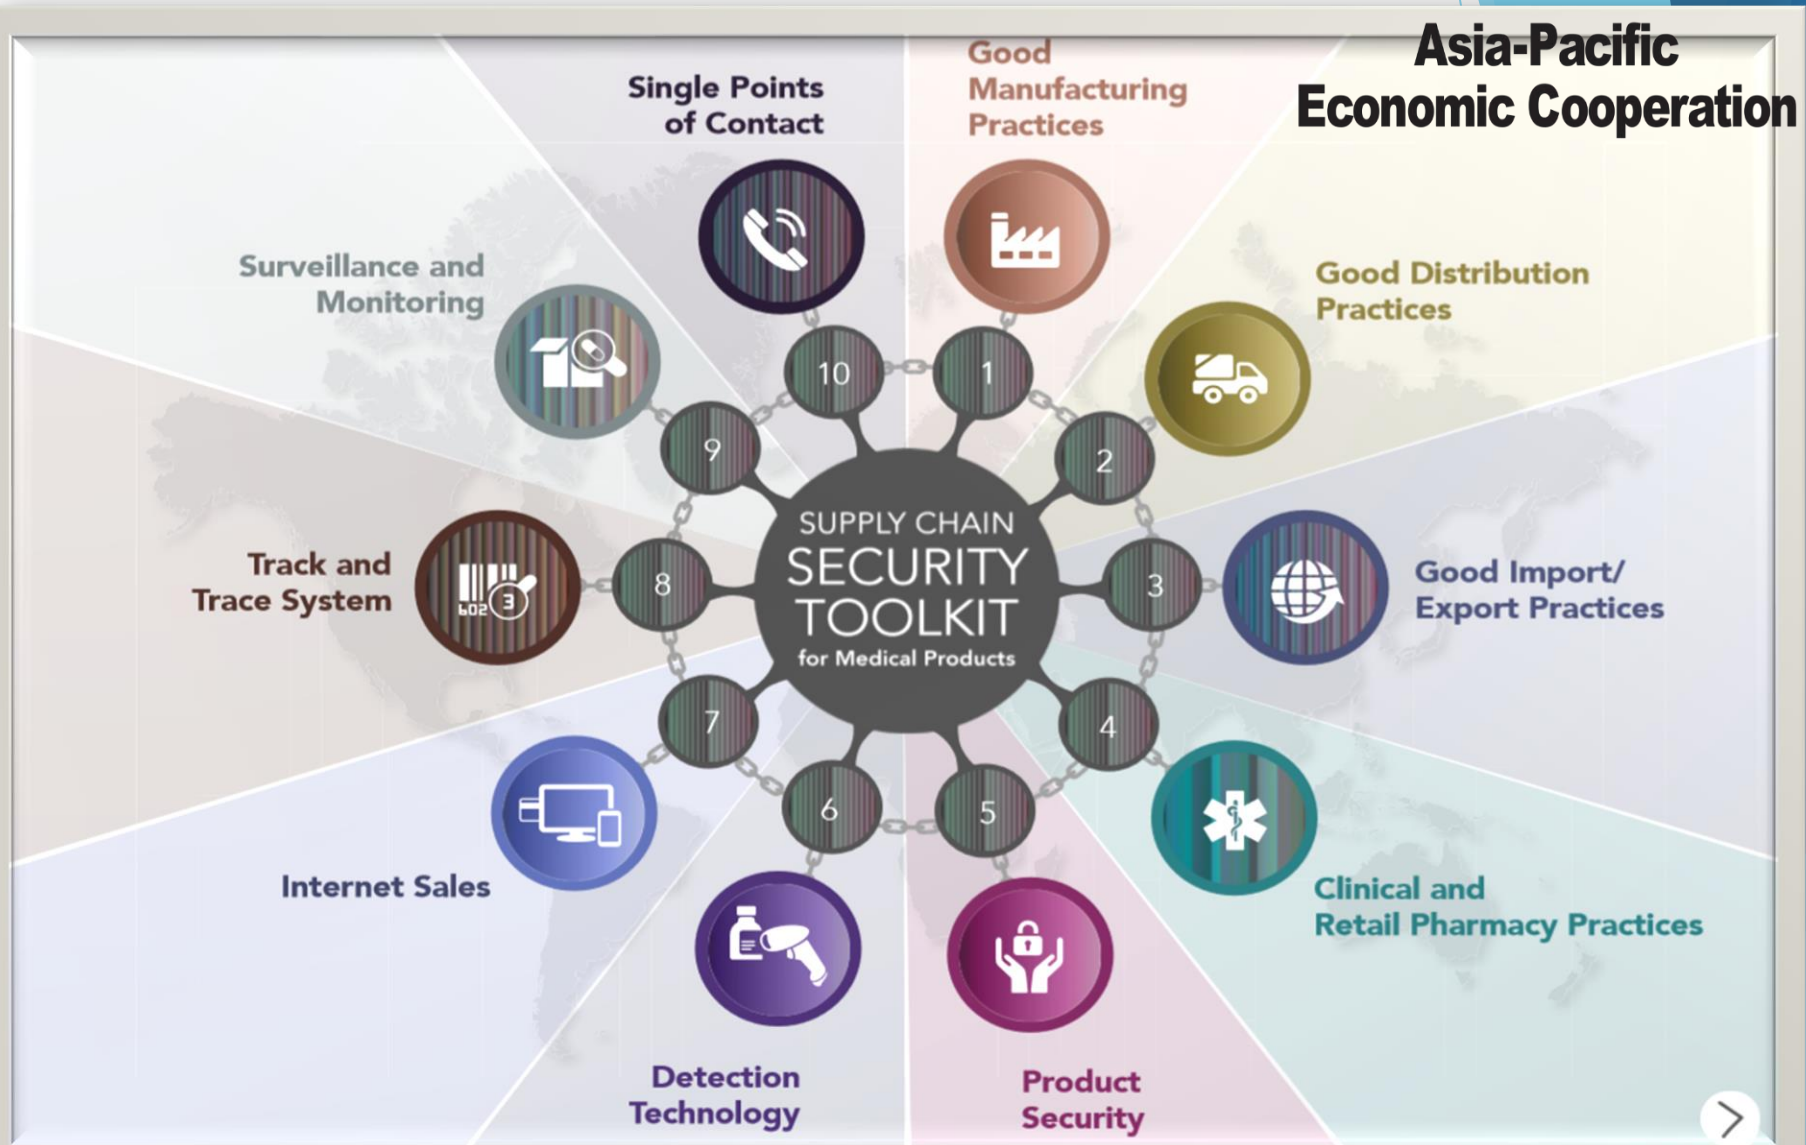 Asia-Pacific
Economic Cooperation
Single Points
of Contact
Good
Manufacturing
Practices
Surveillance and
Monitoring
Good Distribution
Practices
10
1
9
2
SUPPLY CHAIN
SECURITY
TOOLKIT
for Medical Products
Track and
Trace System
602
3
8
3
Good Import/
Export Practices
7
4
6
5
Internet Sales
Clinical and
Retail Pharmacy Practices
Detection
Technology
Product
Security